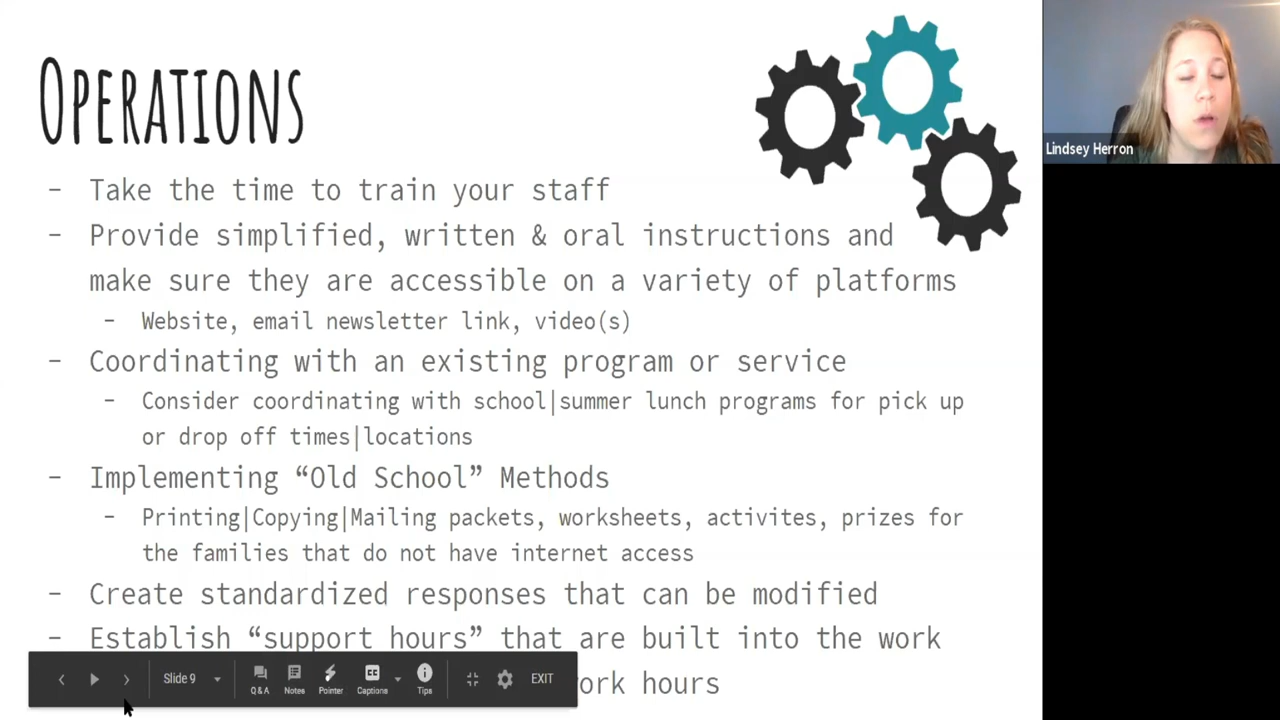 Operations
- Take the time to train your staff
- Provide simplified, written & oral instructions and
make sure they are accessible on a variety of platforms
- Website, email newsletter link, video(s)
- Coordinating with an existing program or service
- Consider coordinating with school|summer lunch programs for pick up
or drop off times|locations
- Implementing “Old School” Methods
- Printing|Copying|Mailing packets, worksheets, activites, prizes for
the families that do not have internet access
- Create standardized responses that can be modified
- Establish “support hours” that are built into the work
work hours
Slide 9
Q&A
Notes
Pointer
CC
Captions
Tips
EXIT
Lindsey Herron